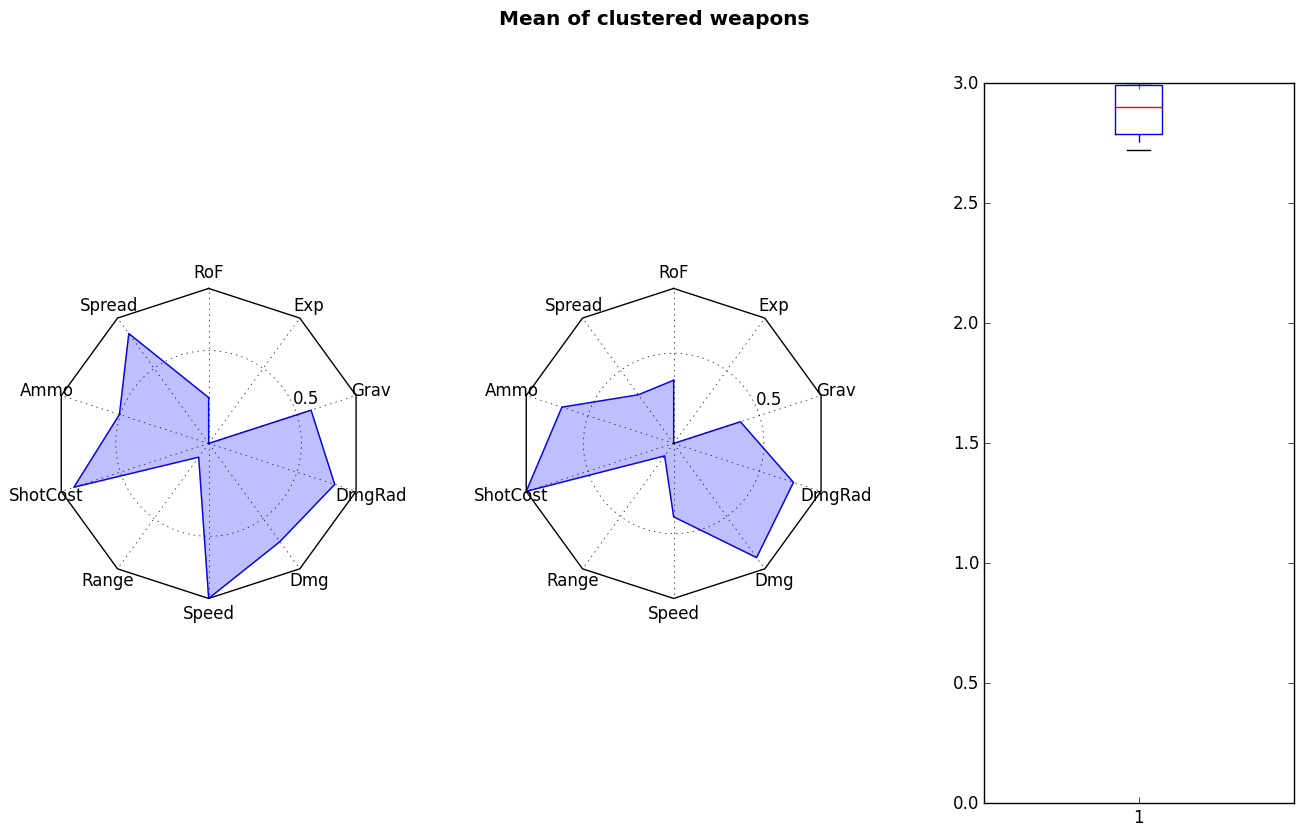 Mean of clustered weapons
RoF
Exp
Spread
Grav
0.5
Ammo
DmgRad
ShotCost
Dmg
Range
Speed
RoF
Exp
Spread
Grav
0.5
Ammo
DmgRad
ShotCost
Dmg
Range
Speed
3.0
2.5
2.0
1.5
1.0
0.5
0.0
1